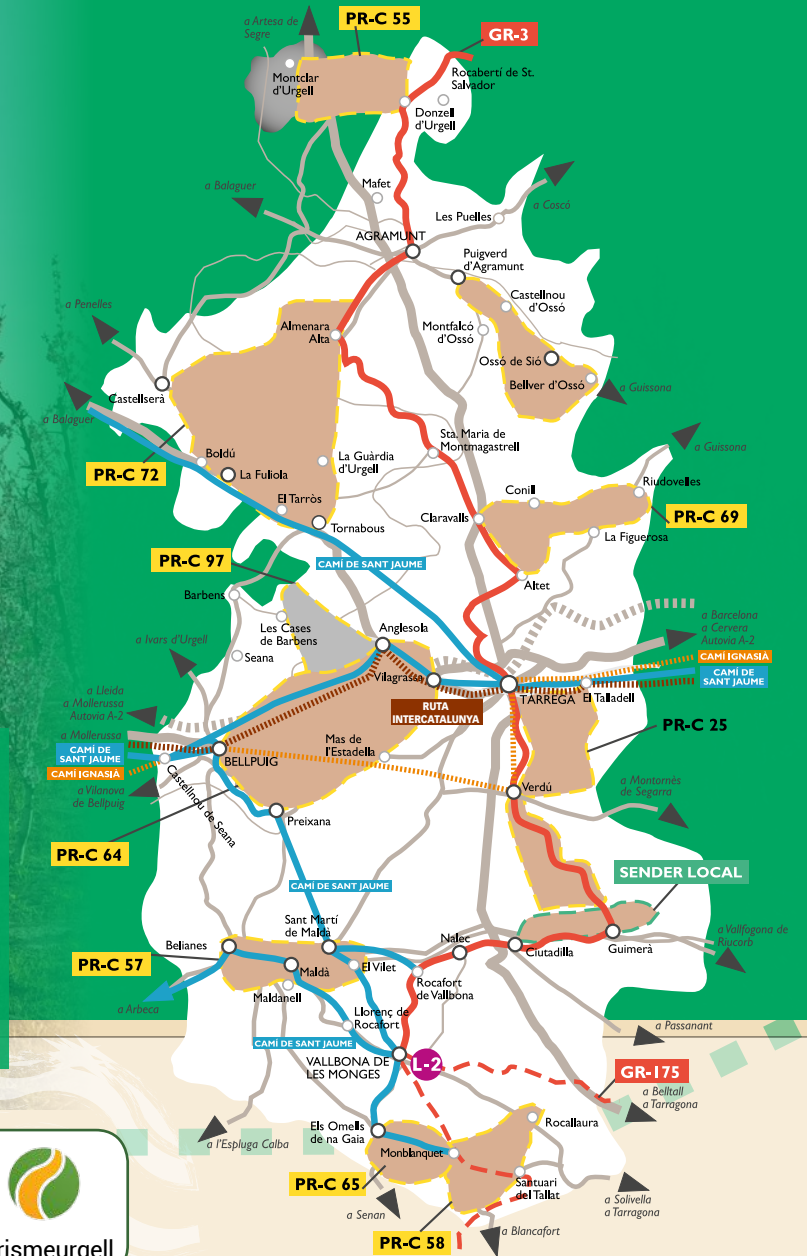 a Artesa de
Segre
PR-C 55
GR-3
Montclar
d'Urgell
Rocabertí de St.
Salvador
Donzell
d'Urgell
Mafet
a Balaguer
Les Puelles
a Coscó
AGRAMUNT
Puigverd
d'Agramunt
Castellnou
d'Ossó
a Penelles
Almenara
Alta
Montfalcó
d'Ossó
Ossó de Sió
Bellver d'Ossó
a Guissona
Castellserà
a Balaguer
Sta. Maria de
Montmagastrell
a Guissona
Boldú
La Fuliola
La Guàrdia
d'Urgell
PR-C 72
Conill
Riudovelles
El Tarròs
Claravalls
PR-C 69
Tornabous
La Figuerosa
PR-C 97
CAMÍ DE SANT JAUME
Altet
Barbens
Les Cases
de Barbens
Anglesola
a Barcelona
a Cervera
Autovia A-2
a Ivars d'Urgell
Seana
CAMÍ IGNASIÀ
Vilagrassa
CAMÍ DE
SANT JAUME
a Lleida
a Mollerussa
Autovia A-2
RUTA
INTERCATALUNYA
TÀRREGA
El Talladell
PR-C 25
a Mollerussa
CAMÍ DE
SANT JAUME
Mas de
l'Estadella
BELLPUIG
CAMÍ IGNASIÀ
a Montornès
de Segarra
Verdú
a Vilanova
de Bellpuig
Castellnou de Seana
Preixana
PR-C 64
SENDER LOCAL
CAMÍ DE SANT JAUME
Sant Martí
de Maldà
a Vallfogona de
Riucorb
Belianes
Nalec
Ciutadilla
Guimerà
PR-C 57
Maldà
El Vilet
Rocafort
de Vallbona
Maldanell
a Arbeca
Llorenç de
Rocafort
a Passanant
CAMÍ DE SANT JAUME
VALLBONA DE
LES MONGES
L-2
GR-175
a Belltall
a Tarragona
Els Omells
de na Gaia
Rocallaura
a l'Espluga Calba
Monblanquet
PR-C 65
Santuari
del Tallat
a Solivella
a Tarragona
a Senan
a Blancafort
PR-C 58
rismeurgell